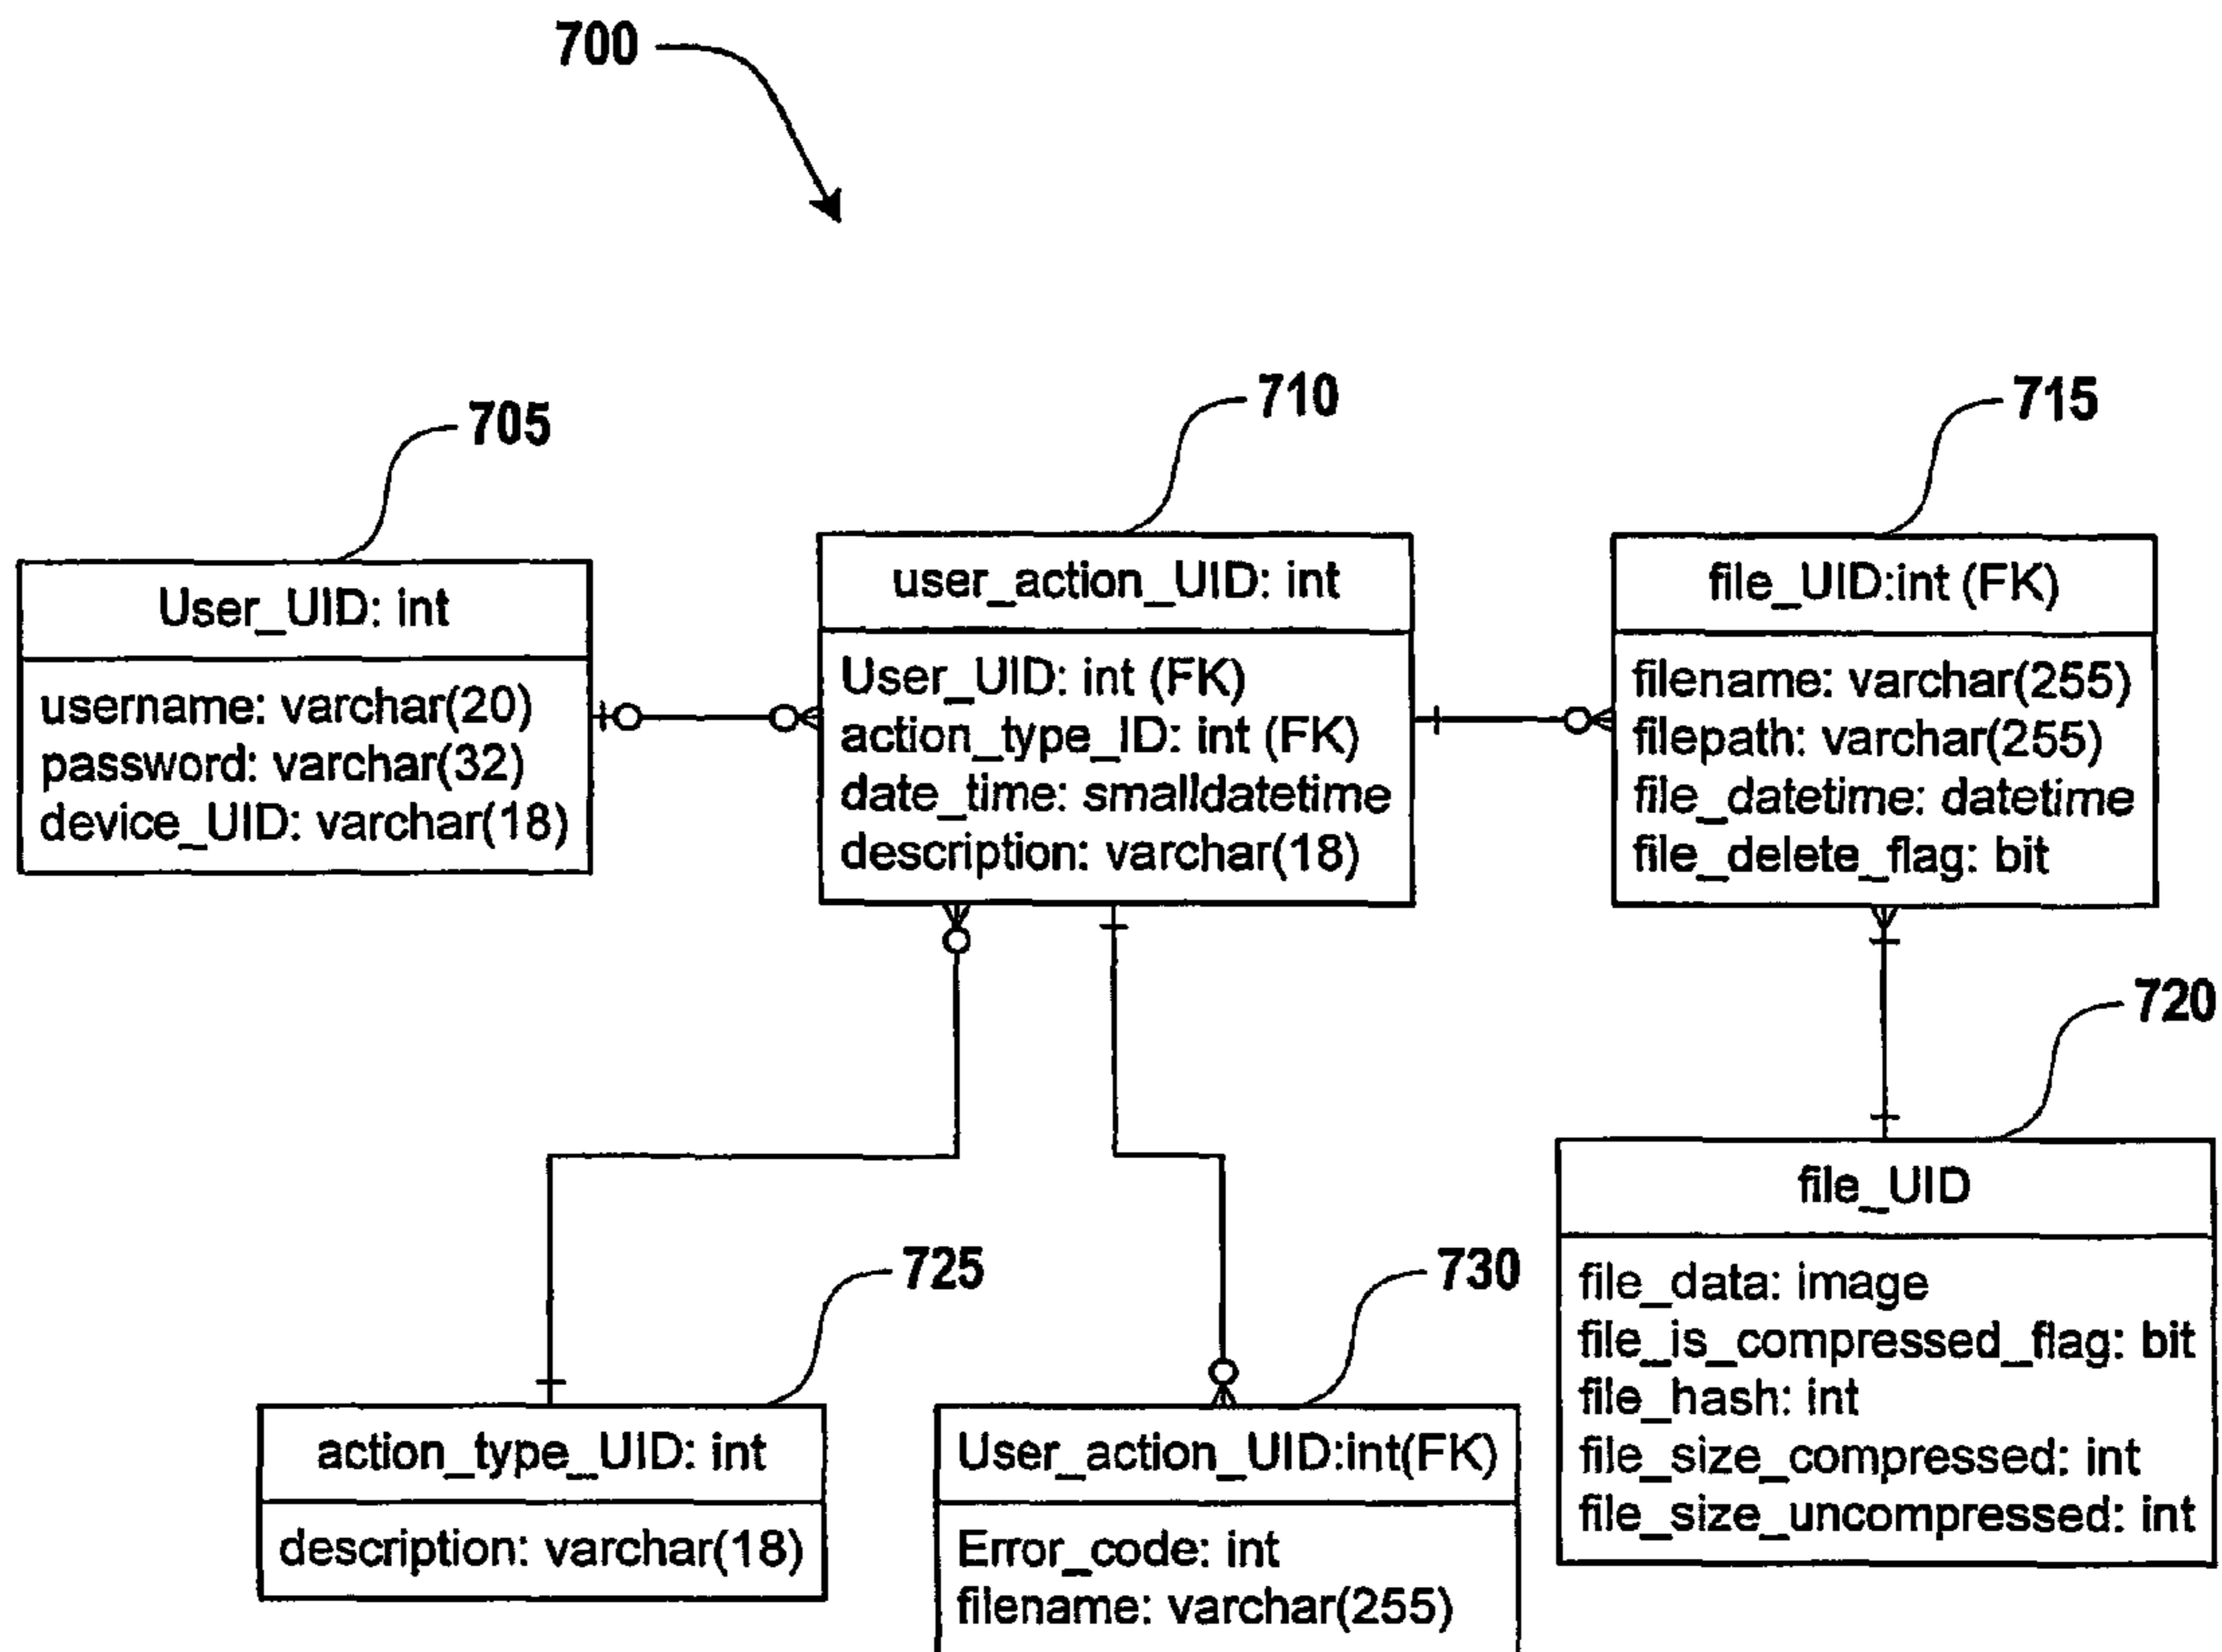 700
705
User_UID: int
username: varchar(20)
password: varchar(32)
device_UID: varchar(18)
710
user_action_UID: int
User_UID: int (FK)
action_type_ID: int (FK)
date_time: smalldatetime
description: varchar(18)
715
file_UID:int (FK)
filename: varchar(255)
filepath: varchar(255)
file_datetime: datetime
file_delete_flag: bit
720
file_UID
file_data: image
file_is_compressed_flag: bit
file_hash: int
file_size_compressed: int
file_size_uncompressed: int
725
action_type_UID: int
description: varchar(18)
730
User_action_UID:int(FK)
Error_code: int
filename: varchar(255)